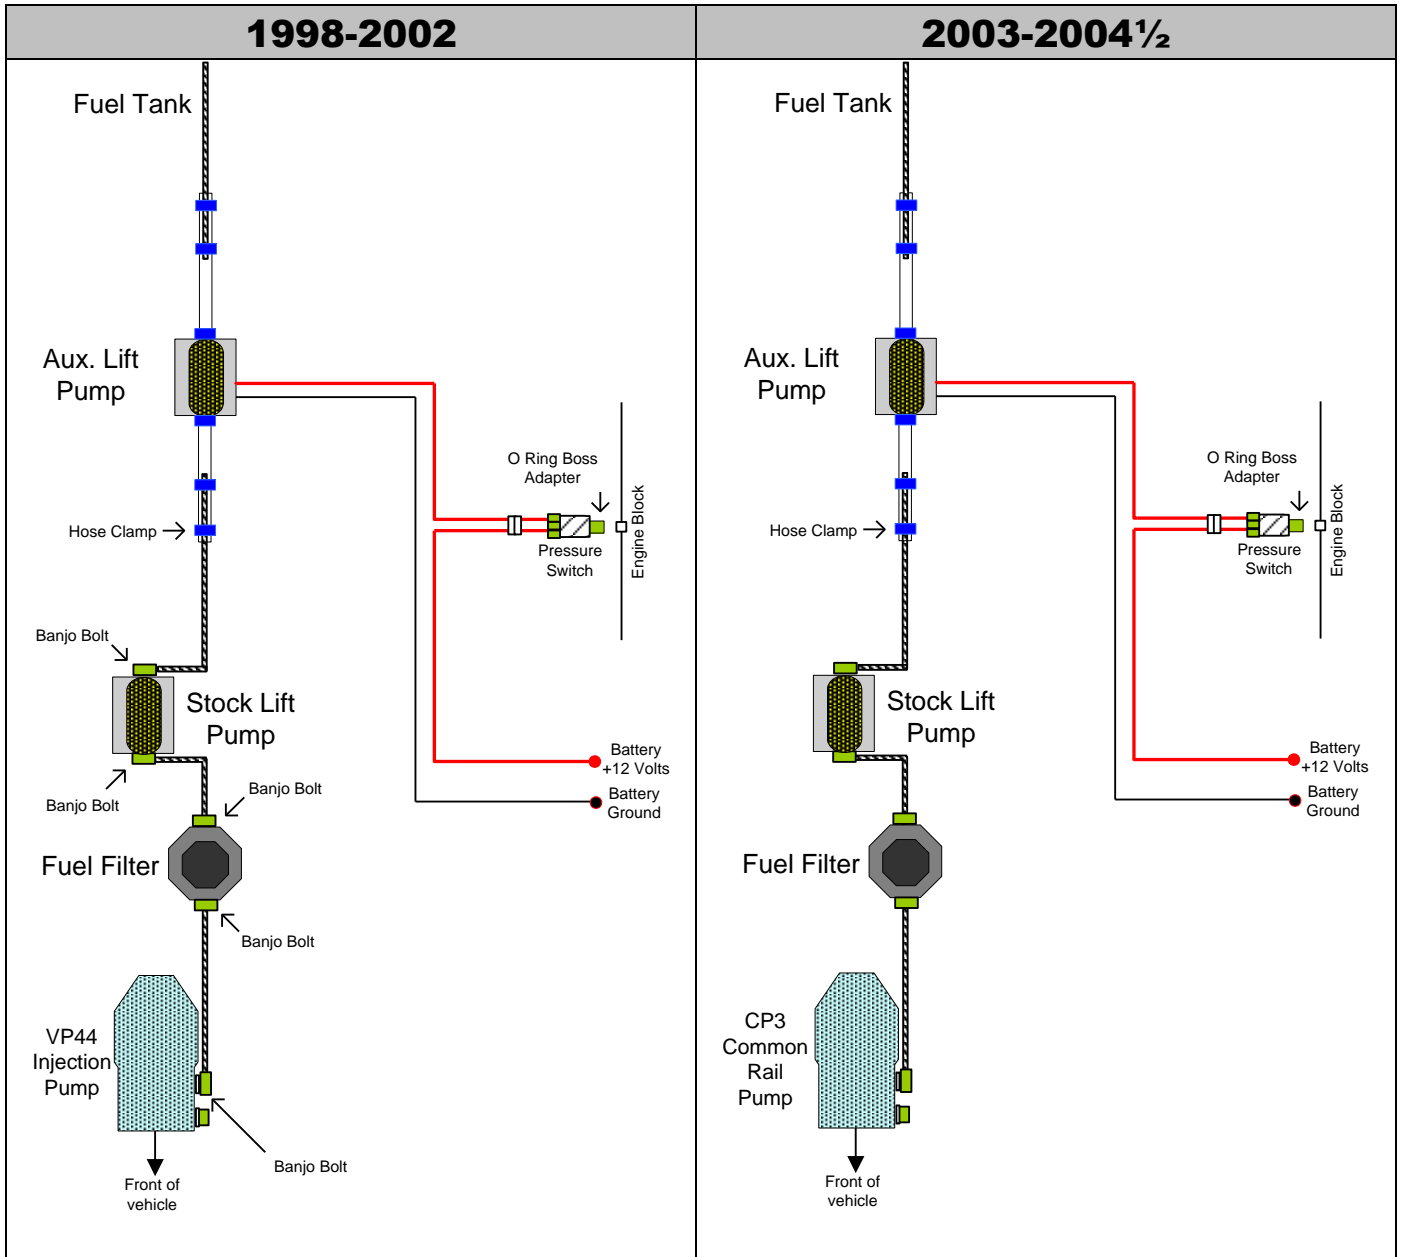 1998-2002
Fuel Tank
Aux. Lift
Pump
O Ring Boss
Adapter
Engine Block
Hose Clamp
Pressure
Switch
Banjo Bolt
Stock Lift
Pump
Battery
+12 Volts
Banjo Bolt
Banjo Bolt
Battery
Ground
Fuel Filter
Banjo Bolt
VP44
Injection
Pump
Banjo Bolt
Front of
vehicle
2003-2004½
Fuel Tank
Aux. Lift
Pump
O Ring Boss
Adapter
Engine Block
Hose Clamp
Pressure
Switch
Stock Lift
Pump
Battery
+12 Volts
Battery
Ground
Fuel Filter
CP3
Common
Rail
Pump
Front of
vehicle